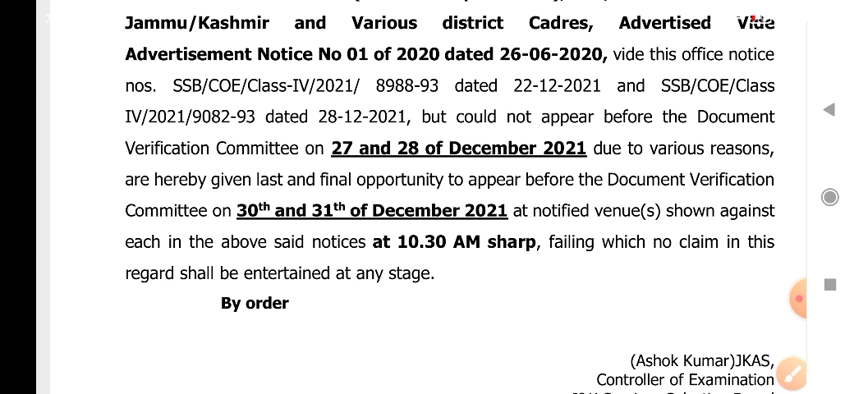 Jammu/Kashmir and Various district Cadres, Advertised Vide
Advertisement Notice No 01 of 2020 dated 26-06-2020, vide this office notice
nos. SSB/COE/Class-IV/2021/ 8988-93 dated 22-12-2021 and SSB/COE/Class
IV/2021/9082-93 dated 28-12-2021, but could not appear before the Document
Verification Committee on 27 and 28 of December 2021 due to various reasons,
are hereby given last and final opportunity to appear before the Document Verification
Committee on 30th and 31th of December 2021 at notified venue(s) shown against
each in the above said notices at 10.30 AM sharp, failing which no claim in this
regard shall be entertained at any stage.
By order
(Ashok Kumar)JKAS,
Controller of Examination